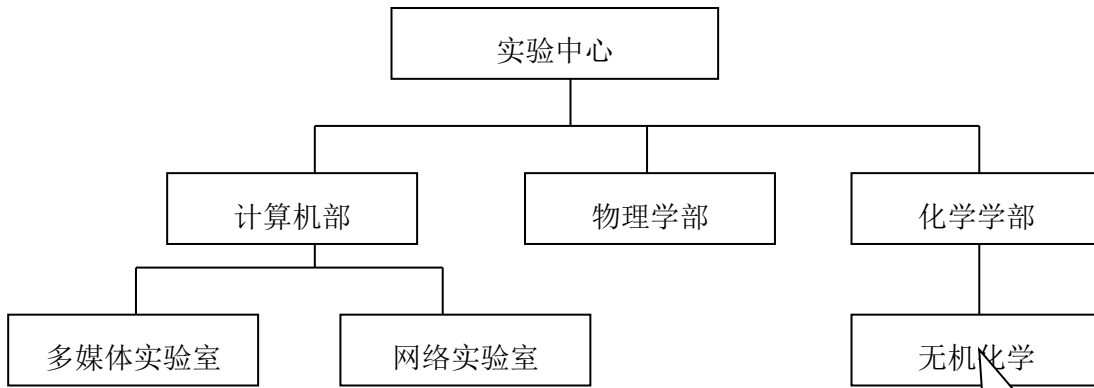 实验中心
计算机部
物理学部
化学学部
多媒体实验室
网络实验室
无机化学